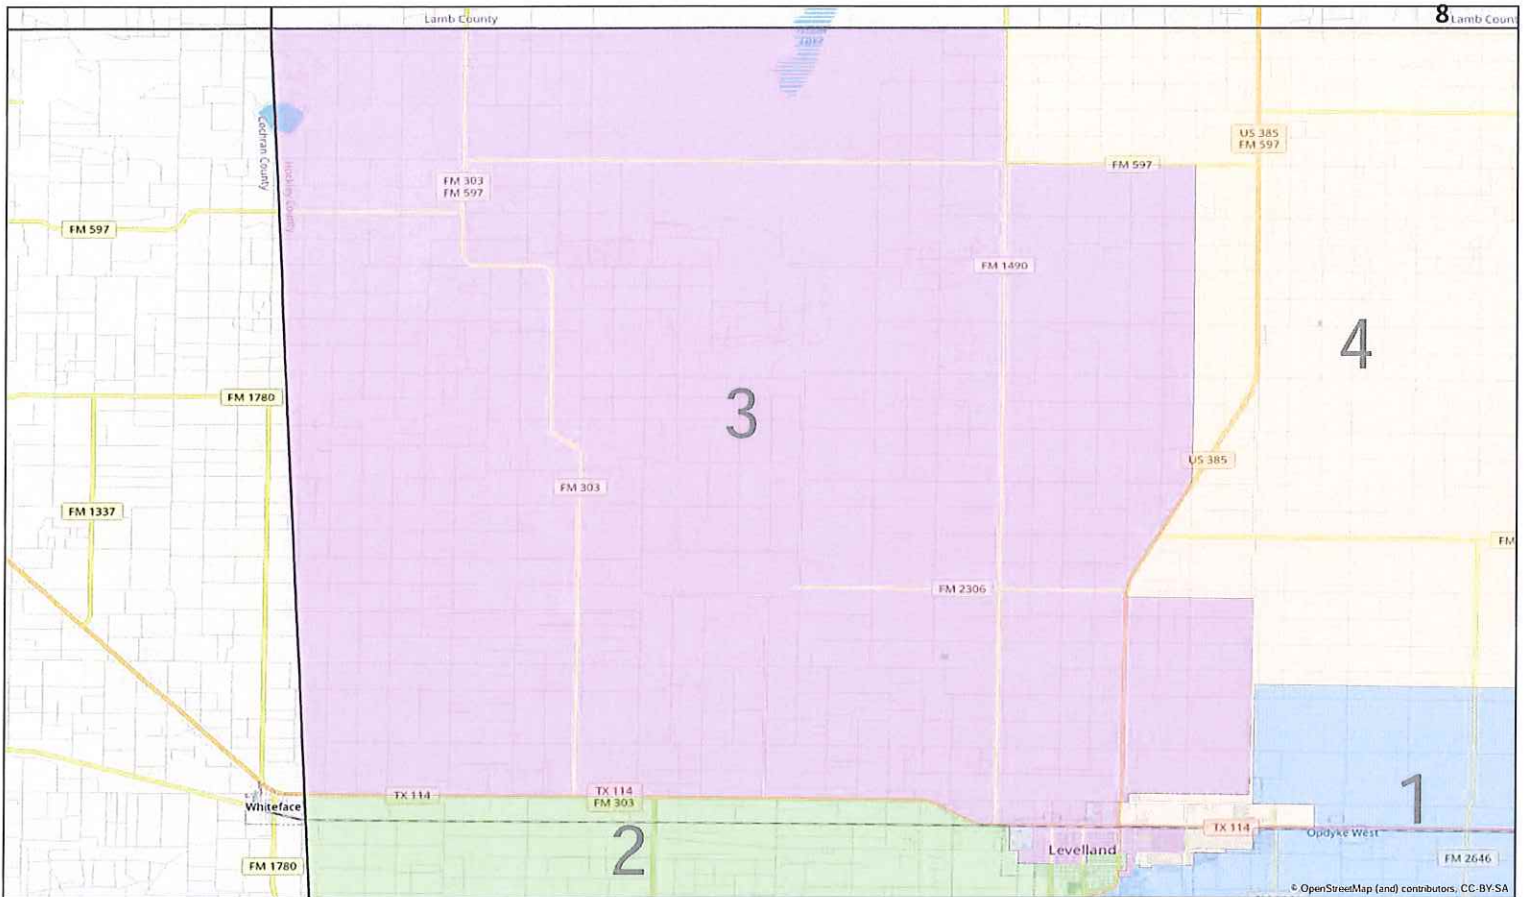 Lamb County
8
Lamb Count
Cochran County
Hockley County
US 385
FM 597
FM 597
FM 303
FM 597
FM 597
FM 1490
4
FM 1780
3
US 385
FM 303
FM 1337
FM
FM 2306
TX 114
TX 114
FM 303
1
Whiteface
TX 114
Opdyke West
2
Levelland
FM 2646
FM 1780
© OpenStreetMap (and) contributors, CC-BY-SA